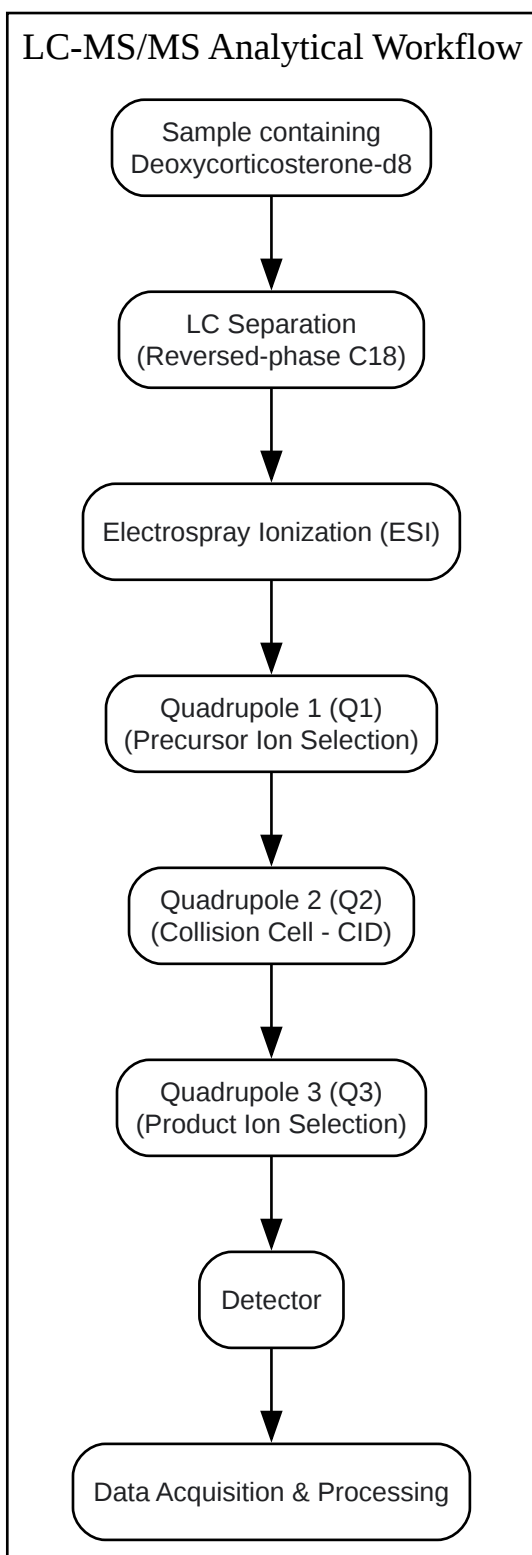 LC-MS/MS Analytical Workflow
Sample containing
Deoxycorticosterone-d8
LC Separation
(Reversed-phase C18)
Electrospray Ionization (ESI)
Quadrupole 1 (Q1)
(Precursor Ion Selection)
Quadrupole 2 (Q2)
(Collision Cell - CID)
Quadrupole 3 (Q3)
(Product Ion Selection)
Detector
Data Acquisition & Processing